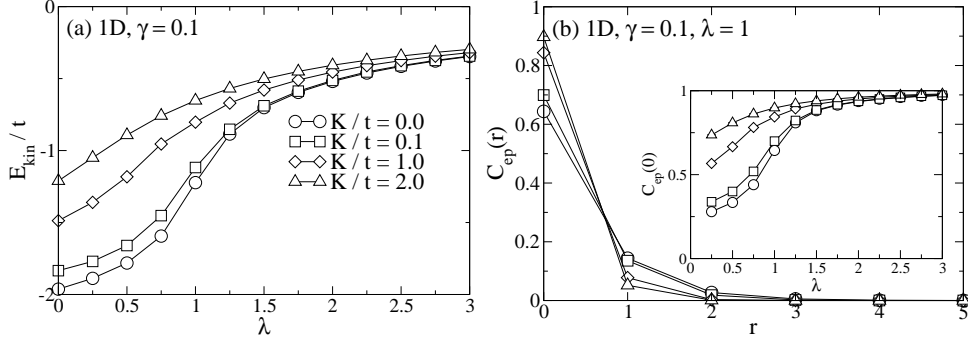 (a) 1D, γ = 0.1
0
-1
-2
E_kin / t
K / t = 0.0
K / t = 0.1
K / t = 1.0
K / t = 2.0
0 0.5 1 1.5 2 2.5 3
λ
(b) 1D, γ = 0.1, λ = 1
1
0.8
0.6
0.4
0.2
0
C_ep(r)
0 1 2 3 4 5
r
1
0.5
0
C_ep(0)
0 0.5 1 1.5 2 2.5 3
λ